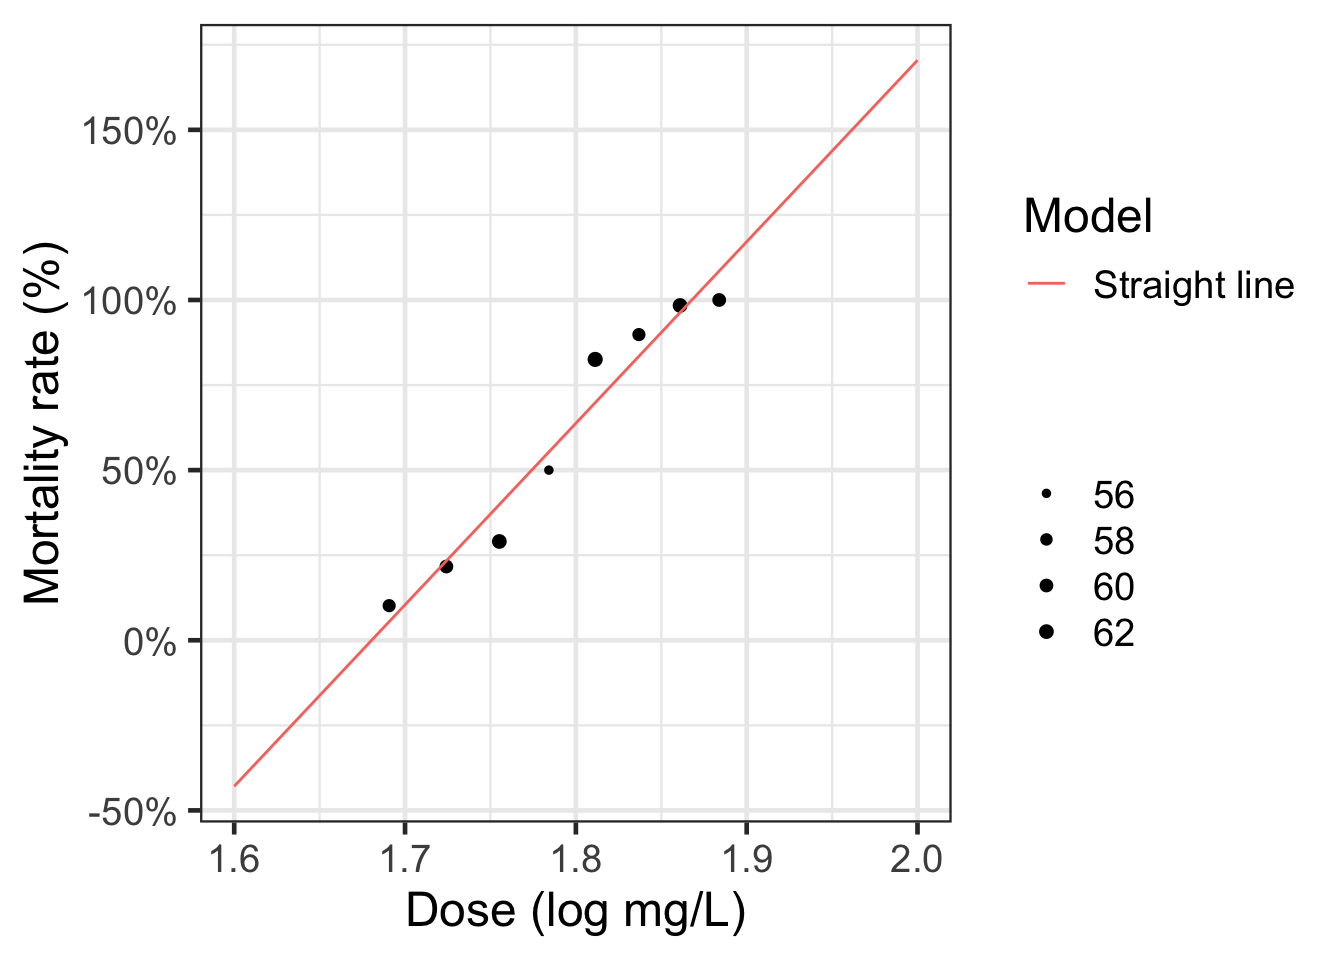 150%
100%
50%
0%
-50%
Mortality rate (%)
1.6 1.7 1.8 1.9 2.0
Dose (log mg/L)
Model
Straight line
56
58
60
62